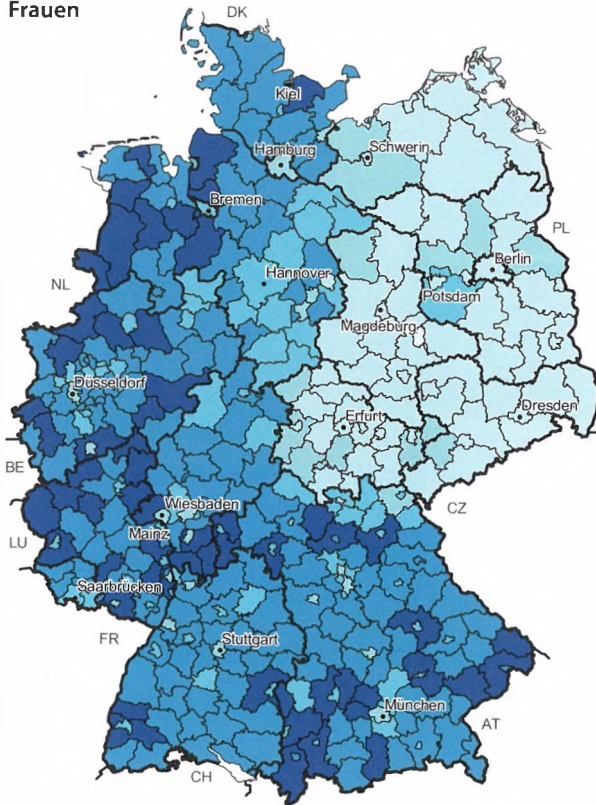 Frauen
DK
Kiel
Hamburg
Schwerin
Bremen
PL
Berlin
NL
Hannover
Potsdam
Magdeburg
Düsseldorf
Dresden
Erfurt
BE
Wiesbaden
CZ
LU
Mainz
Saarbrücken
FR
Stuttgart
München
AT
CH